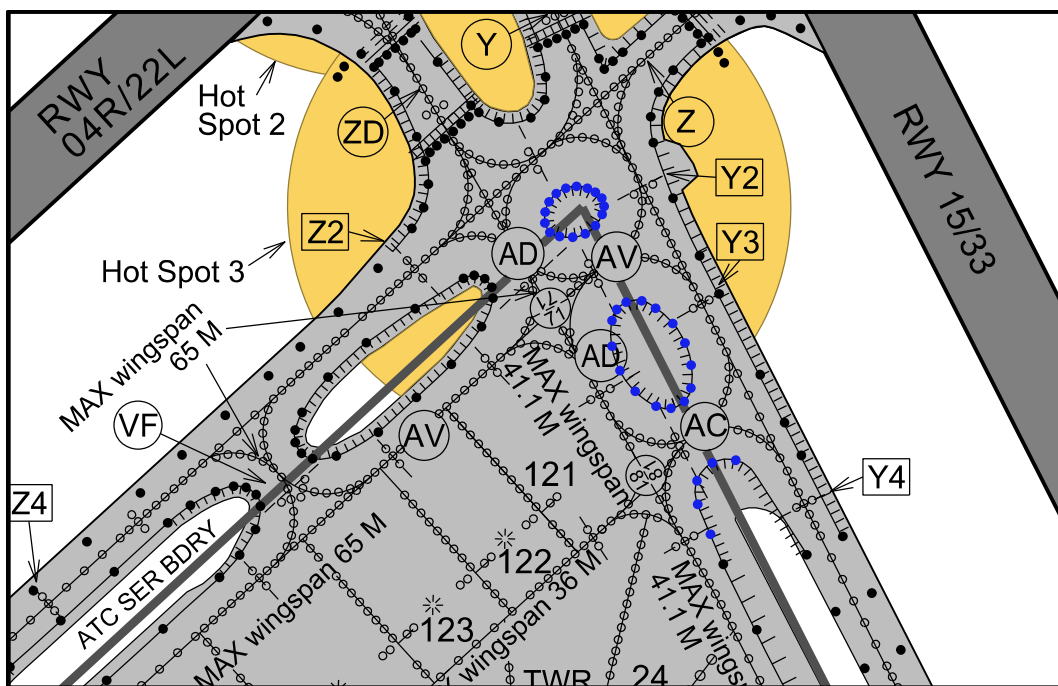 Y
RWY
04R/22L
Hot
Spot 2
ZD
Z
RWY 15/33
Y2
Z2
AD
AV
Y3
Hot Spot 3
MAX wingspan
65 M
AD
MAX wingspan
41.1 M
VF
AV
AC
121
Z4
Y4
122
ATC SER BDRY
MAX wingspan 65 M
wingspan 36 M
MAX wings
41.1 M
123
TWR
24